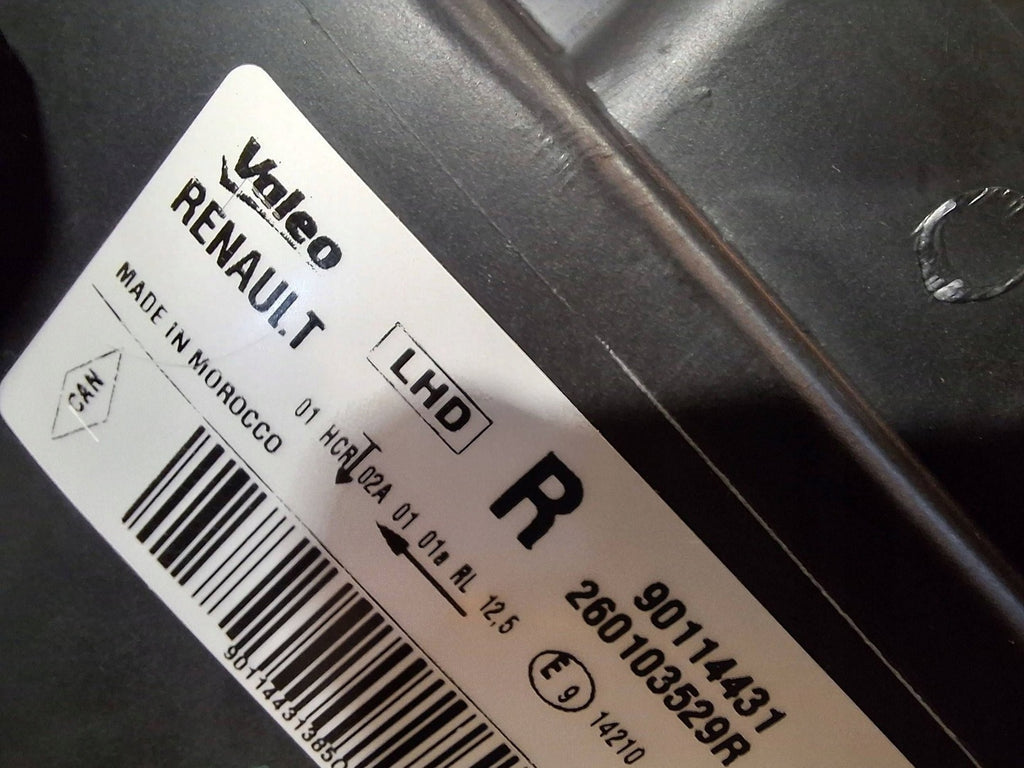 Valeo
RENAULT
MADE IN MOROCCO
CAN
LHD
R
01 HCR 02A 01 01a RL 12,5
90114431
260103529R
E 9 14210
901144313850